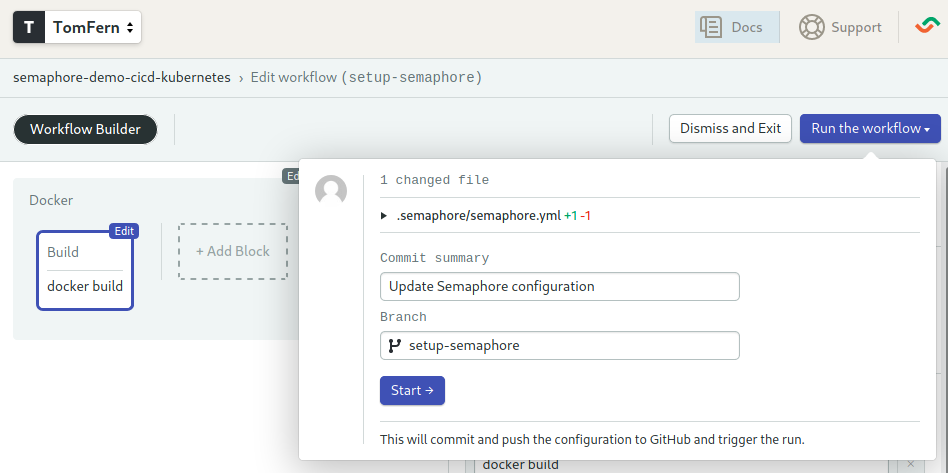 T TomFern Docs Support
semaphore-demo-cicd-kubernetes › Edit workflow (setup-semaphore)
Workflow Builder Dismiss and Exit Run the workflow
Docker
Edit
Build
docker build
+ Add Block
1 changed file
.semaphore/semaphore.yml +1 -1
Commit summary
Update Semaphore configuration
Branch
setup-semaphore
Start →
This will commit and push the configuration to GitHub and trigger the run.
docker build ×